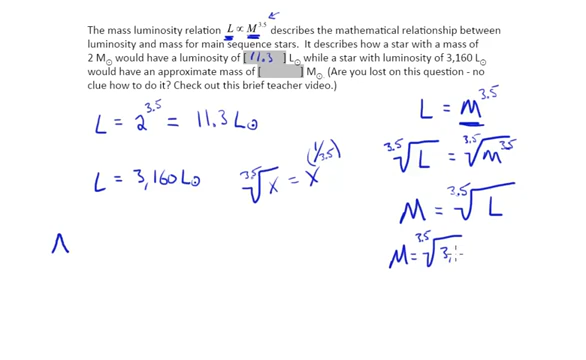 The mass luminosity relation L ∝ M^3.5 describes the mathematical relationship between
luminosity and mass for main sequence stars. It describes how a star with a mass of
2 M☉ would have a luminosity of [ 11.3 ] L☉ while a star with luminosity of 3,160 L☉
would have an approximate mass of [ ] M☉. (Are you lost on this question - no
clue how to do it? Check out this brief teacher video.)
L = 2^3.5 = 11.3 L☉
L = M^3.5
L = 3,160 L☉
3.5√x = x^(1/3.5)
3.5√L = 3.5√M^3.5
M = 3.5√L
M = 3.5√3,